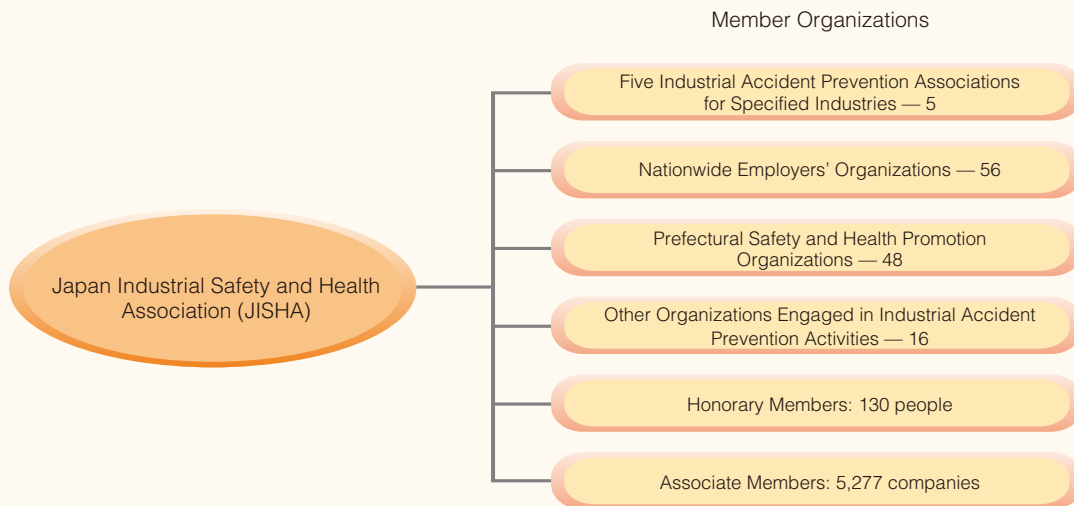 Member Organizations
Five Industrial Accident Prevention Associations
for Specified Industries — 5
Nationwide Employers’ Organizations — 56
Prefectural Safety and Health Promotion
Organizations — 48
Japan Industrial Safety and Health
Association (JISHA)
Other Organizations Engaged in Industrial Accident
Prevention Activities — 16
Honorary Members: 130 people
Associate Members: 5,277 companies